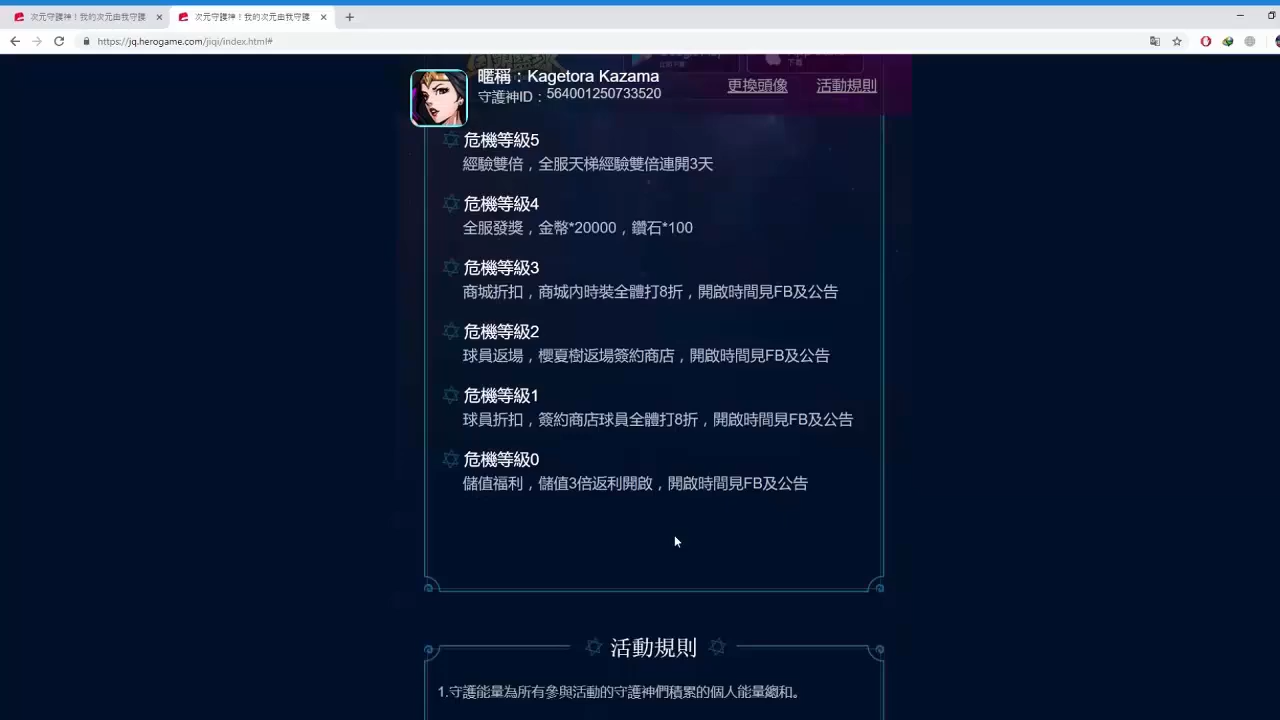 次元守護神！我的次元由我守護
次元守護神！我的次元由我守護
https://jq.herogame.com/jiqi/index.html#
下載
暱稱：Kagetora Kazama
守護神ID：564001250733520
更換頭像
活動規則
危機等級5
經驗雙倍，全服天梯經驗雙倍連開3天
危機等級4
全服發獎，金幣*20000，鑽石*100
危機等級3
商城折扣，商城內時裝全體打8折，開啟時間見FB及公告
危機等級2
球員返場，櫻夏樹返場簽約商店，開啟時間見FB及公告
危機等級1
球員折扣，簽約商店球員全體打8折，開啟時間見FB及公告
危機等級0
儲值福利，儲值3倍返利開啟，開啟時間見FB及公告
活動規則
1.守護能量為所有參與活動的守護神們積累的個人能量總和。